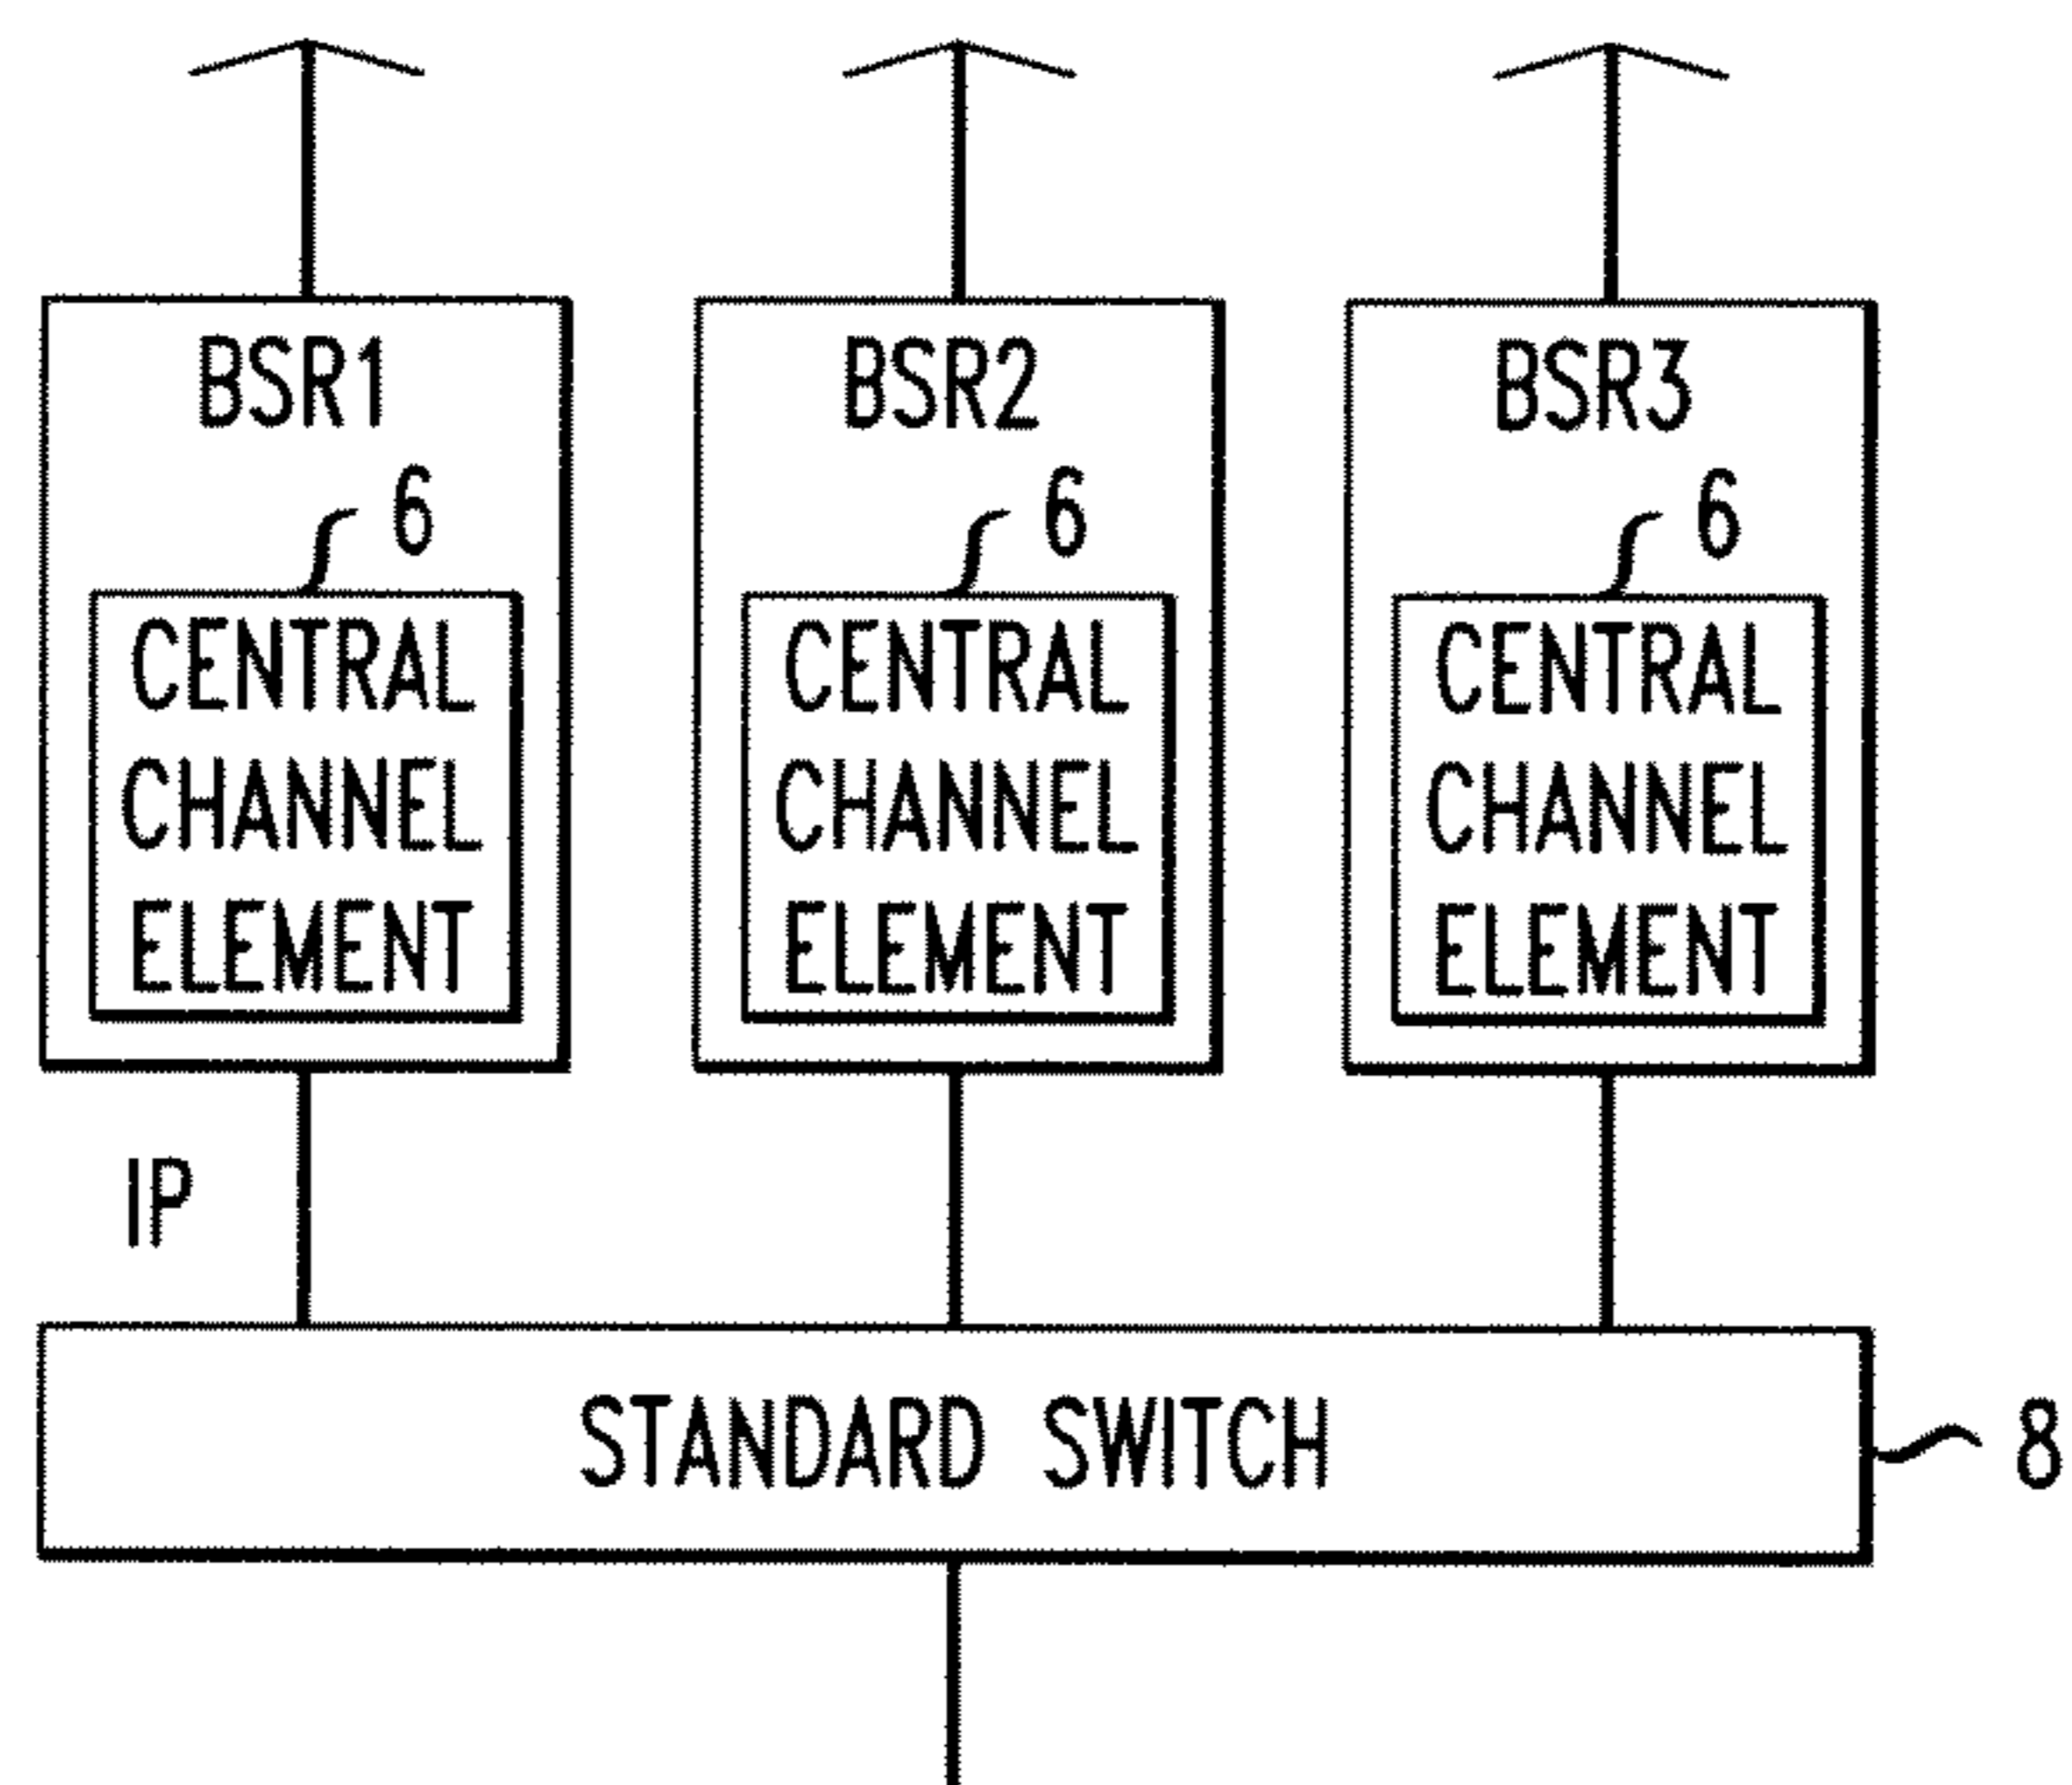 BSR1
6
CENTRAL
CHANNEL
ELEMENT
BSR2
6
CENTRAL
CHANNEL
ELEMENT
BSR3
6
CENTRAL
CHANNEL
ELEMENT
IP
STANDARD SWITCH
8